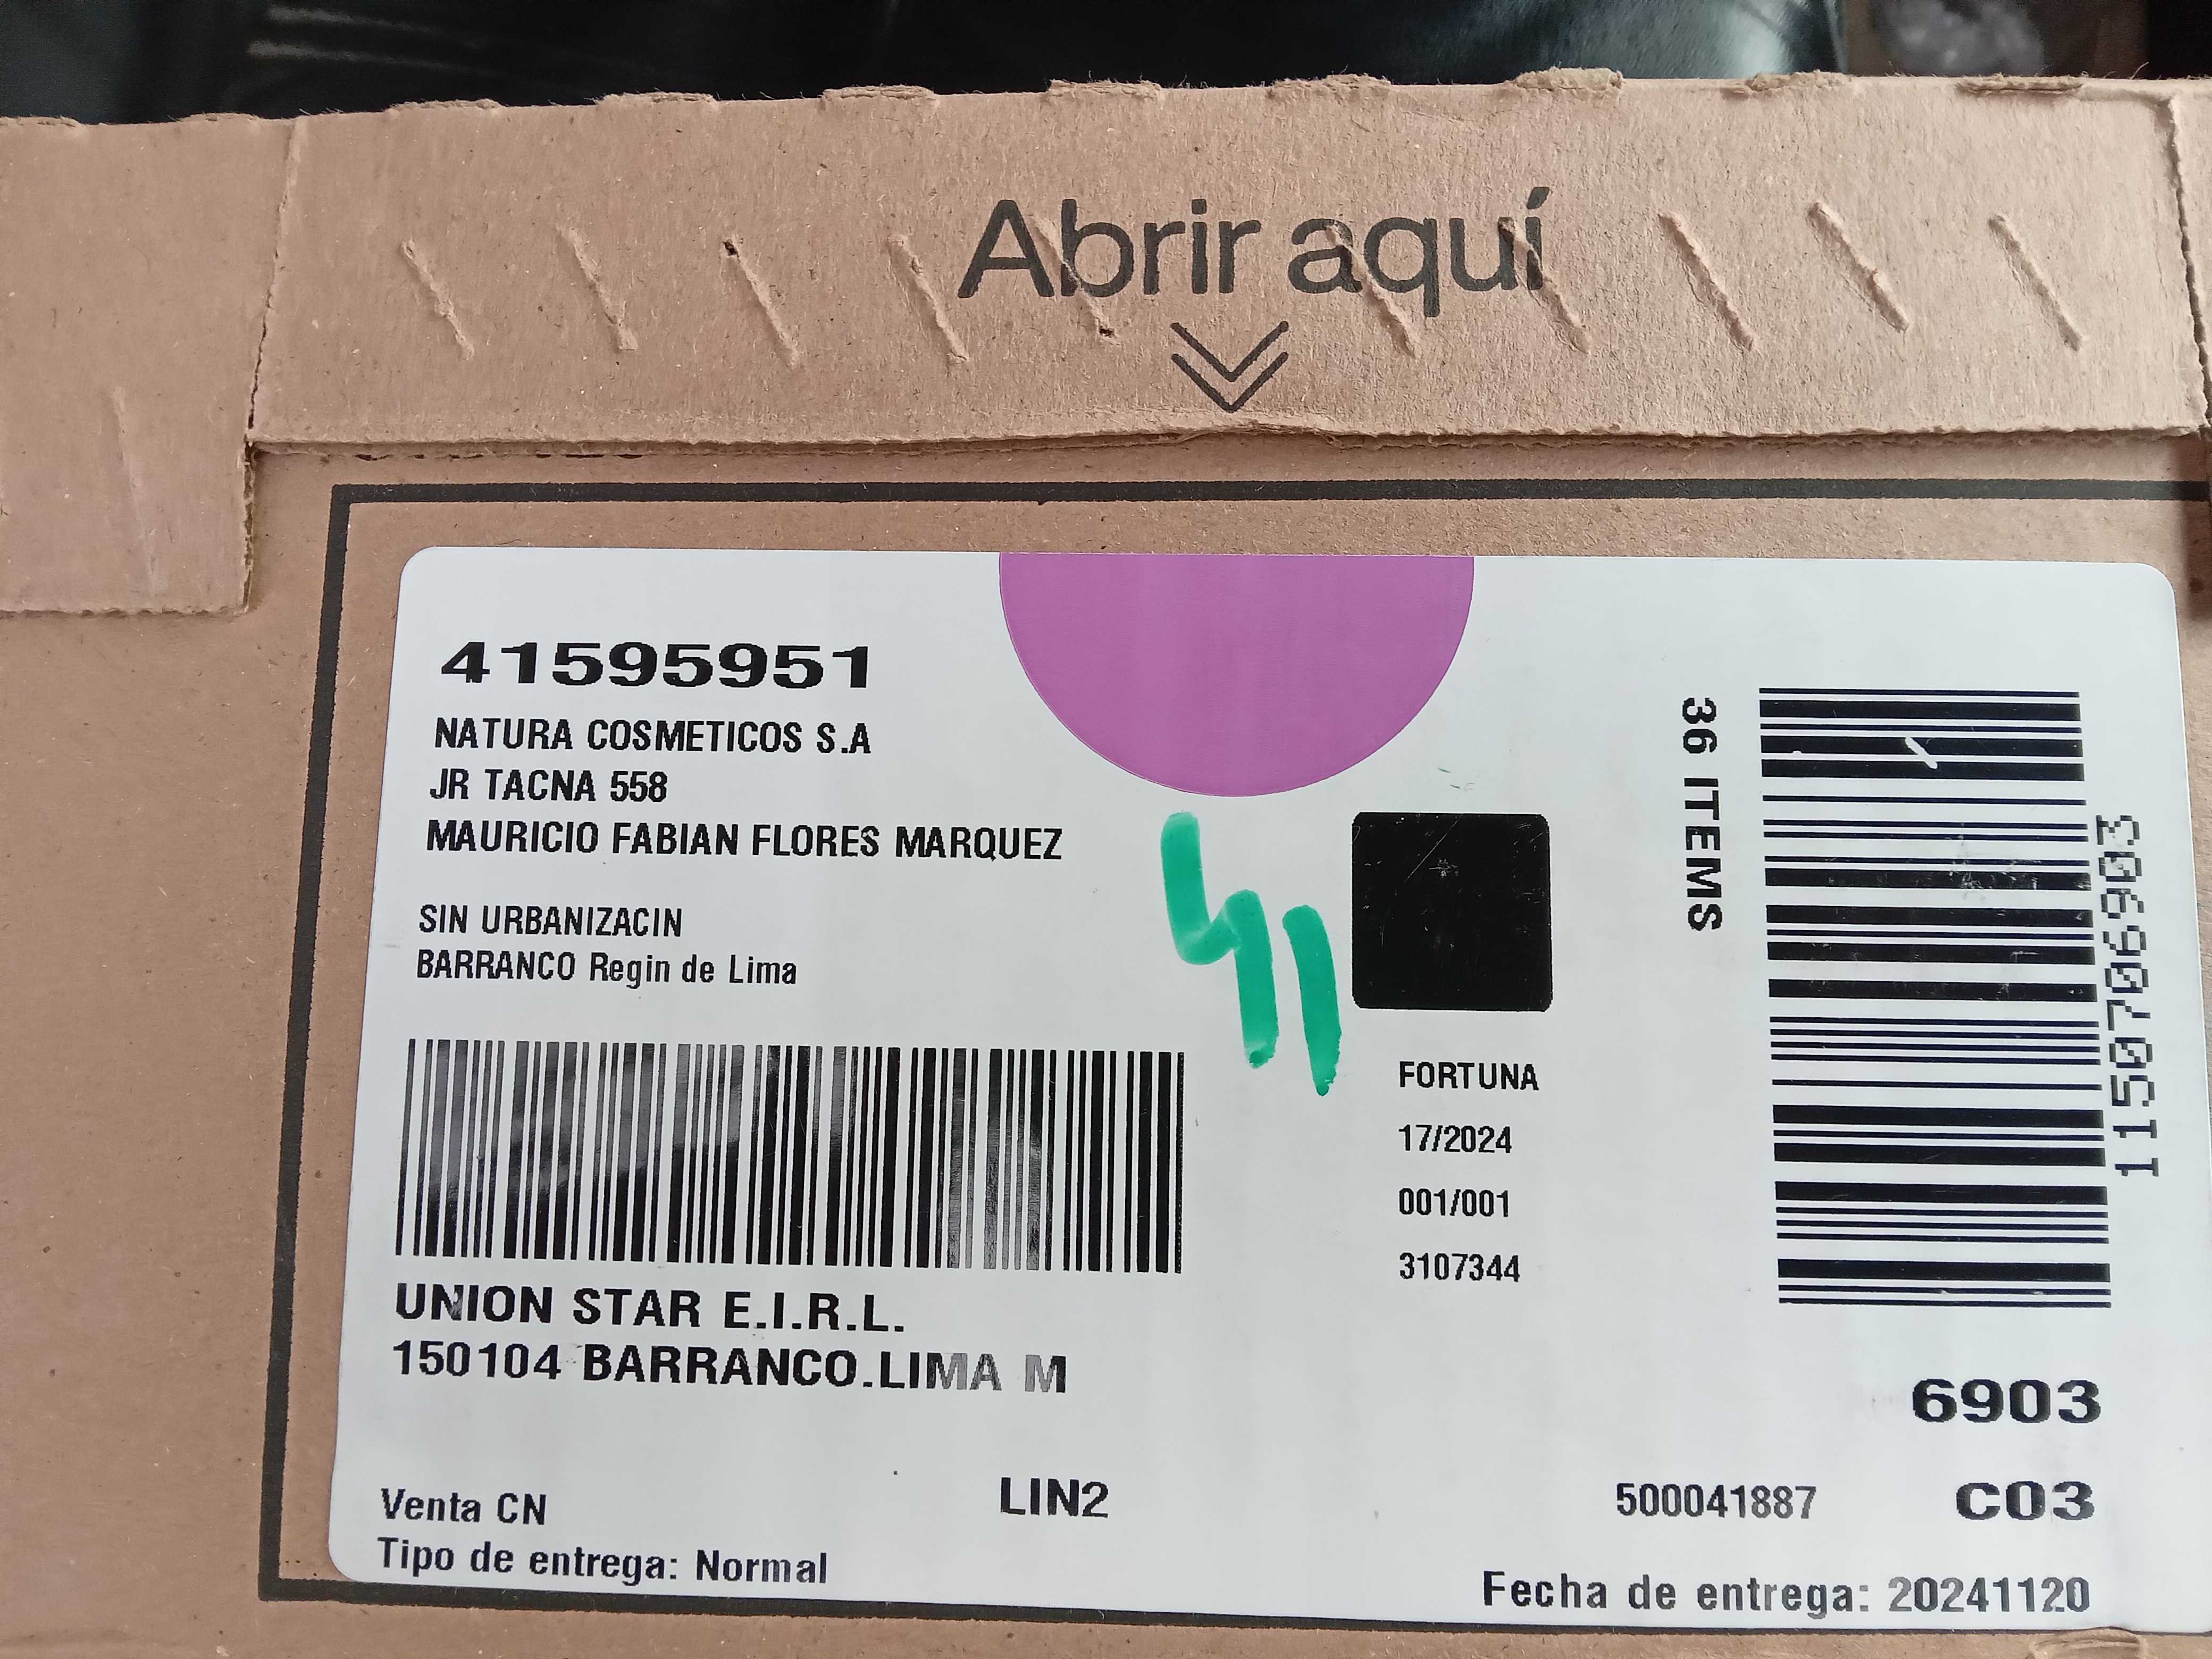 Abrir aquí
41595951
NATURA COSMETICOS S.A
JR TACNA 558
MAURICIO FABIAN FLORES MARQUEZ
SIN URBANIZACIN
BARRANCO Regin de Lima
41
36 ITEMS
1150706903
FORTUNA
17/2024
001/001
3107344
UNION STAR E.I.R.L.
150104 BARRANCO.LIMA M
6903
Venta CN
LIN2
500041887
C03
Tipo de entrega: Normal
Fecha de entrega: 20241120